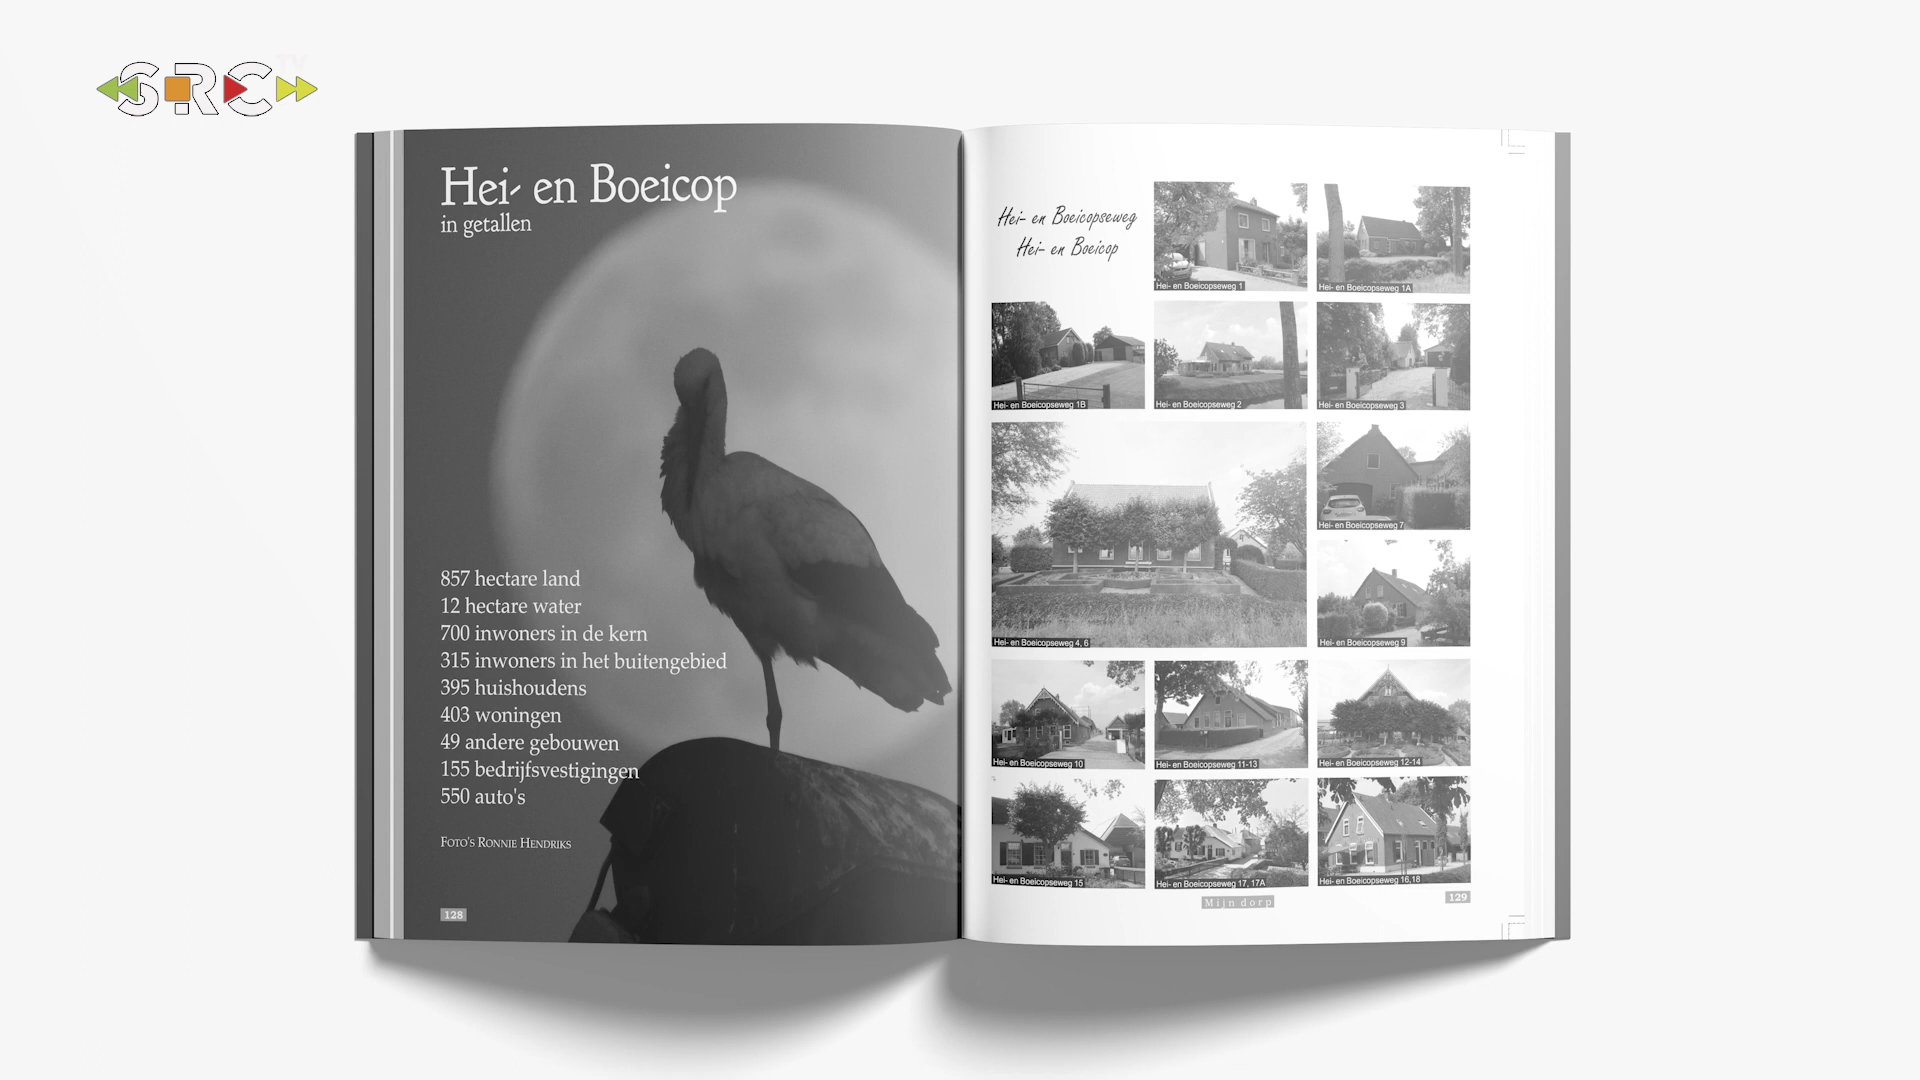 SRC
TV
Hei- en Boeicop
in getallen
857 hectare land
12 hectare water
700 inwoners in de kern
315 inwoners in het buitengebied
395 huishoudens
403 woningen
49 andere gebouwen
155 bedrijfsvestigingen
550 auto's
Foto's Ronnie Hendriks
128
Hei- en Boeicopseweg
Hei- en Boeicop
Hei- en Boeicopseweg 1
Hei- en Boeicopseweg 1A
Hei- en Boeicopseweg 1B
Hei- en Boeicopseweg 2
Hei- en Boeicopseweg 3
Hei- en Boeicopseweg 4, 6
Hei- en Boeicopseweg 7
Hei- en Boeicopseweg 9
Hei- en Boeicopseweg 10
Hei- en Boeicopseweg 11-13
Hei- en Boeicopseweg 12-14
Hei- en Boeicopseweg 15
Hei- en Boeicopseweg 17, 17A
Hei- en Boeicopseweg 16,18
Mijn dorp
129